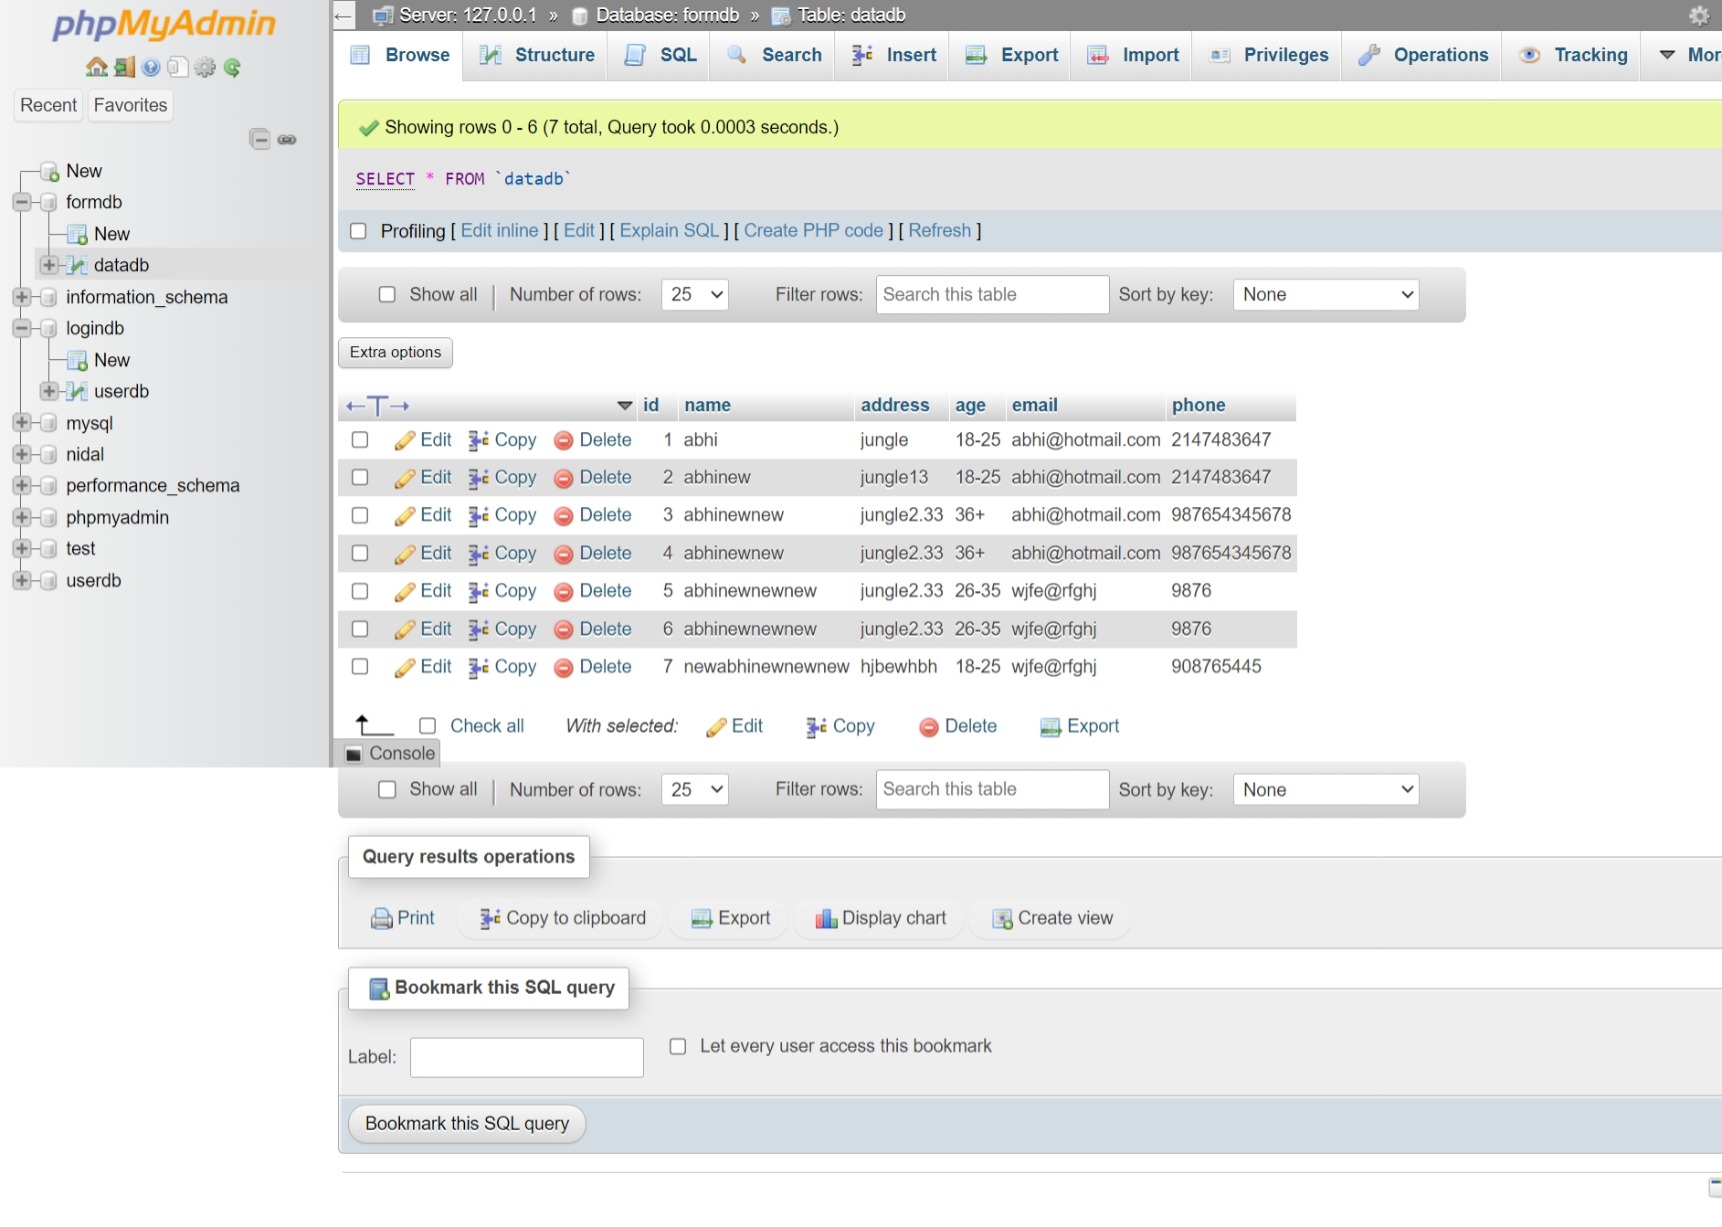 phpMyAdmin
Recent Favorites
New
formdb
New
datadb
information_schema
logindb
New
userdb
mysql
nidal
performance_schema
phpmyadmin
test
userdb
Server: 127.0.0.1 » Database: formdb » Table: datadb
Browse Structure SQL Search Insert Export Import Privileges Operations Tracking Mor
Showing rows 0 - 6 (7 total, Query took 0.0003 seconds.)
SELECT * FROM `datadb`
Profiling [ Edit inline ] [ Edit ] [ Explain SQL ] [ Create PHP code ] [ Refresh ]
Show all | Number of rows: 25 Filter rows: Search this table Sort by key: None
Extra options
←T→ id name address age email phone
Edit Copy Delete 1 abhi jungle 18-25 abhi@hotmail.com 2147483647
Edit Copy Delete 2 abhinew jungle13 18-25 abhi@hotmail.com 2147483647
Edit Copy Delete 3 abhinewnew jungle2.33 36+ abhi@hotmail.com 987654345678
Edit Copy Delete 4 abhinewnew jungle2.33 36+ abhi@hotmail.com 987654345678
Edit Copy Delete 5 abhinewnewnew jungle2.33 26-35 wjfe@rfghj 9876
Edit Copy Delete 6 abhinewnewnew jungle2.33 26-35 wjfe@rfghj 9876
Edit Copy Delete 7 newabhinewnewnew hjbewhbh 18-25 wjfe@rfghj 908765445
Check all With selected: Edit Copy Delete Export
Console
Show all | Number of rows: 25 Filter rows: Search this table Sort by key: None
Query results operations
Print Copy to clipboard Export Display chart Create view
Bookmark this SQL query
Label: Let every user access this bookmark
Bookmark this SQL query